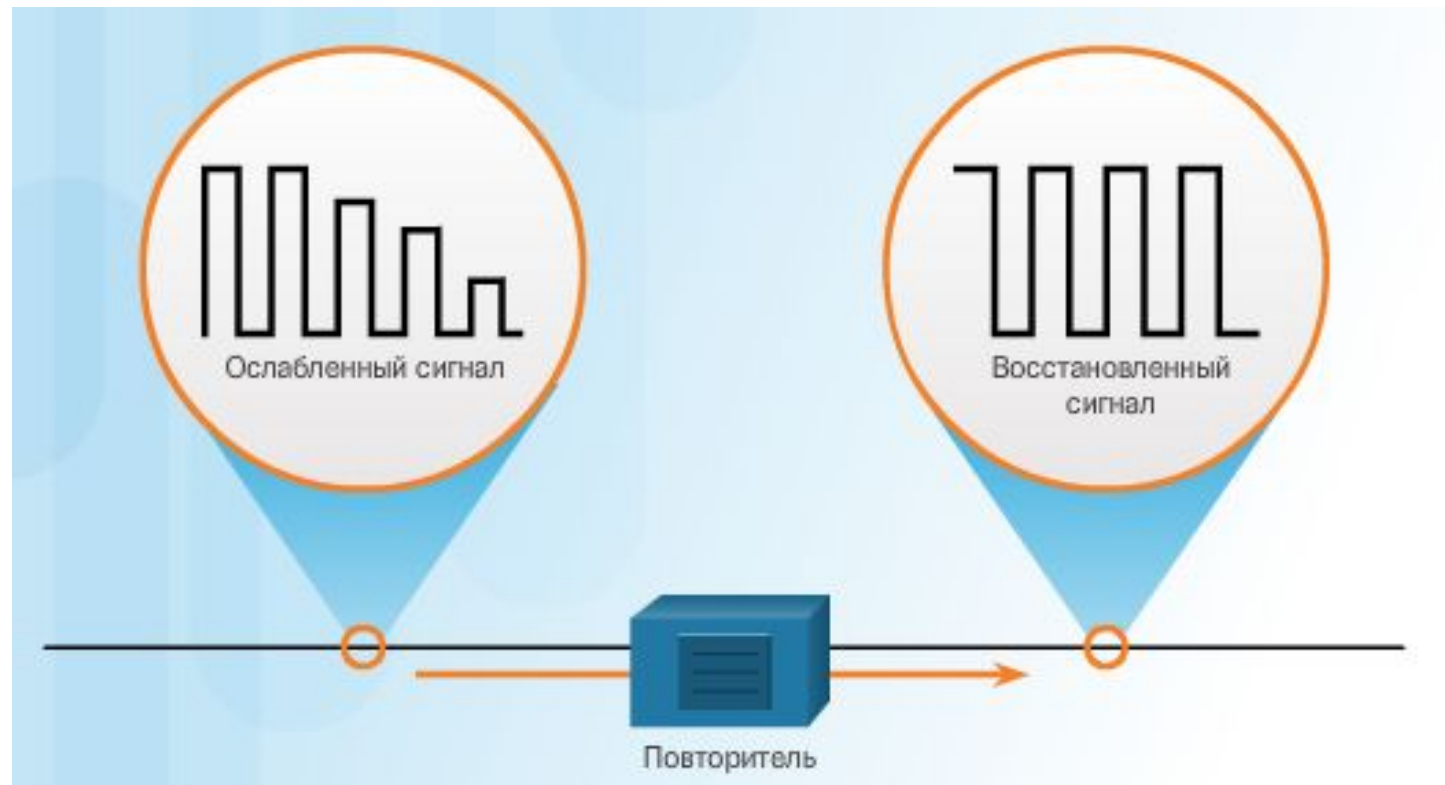 Ослабленный сигнал
Восстановленный
сигнал
Повторитель